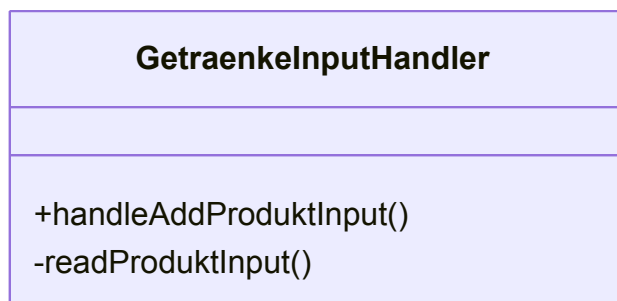 GetraenkeInputHandler
+handleAddProduktInput()
-readProduktInput()